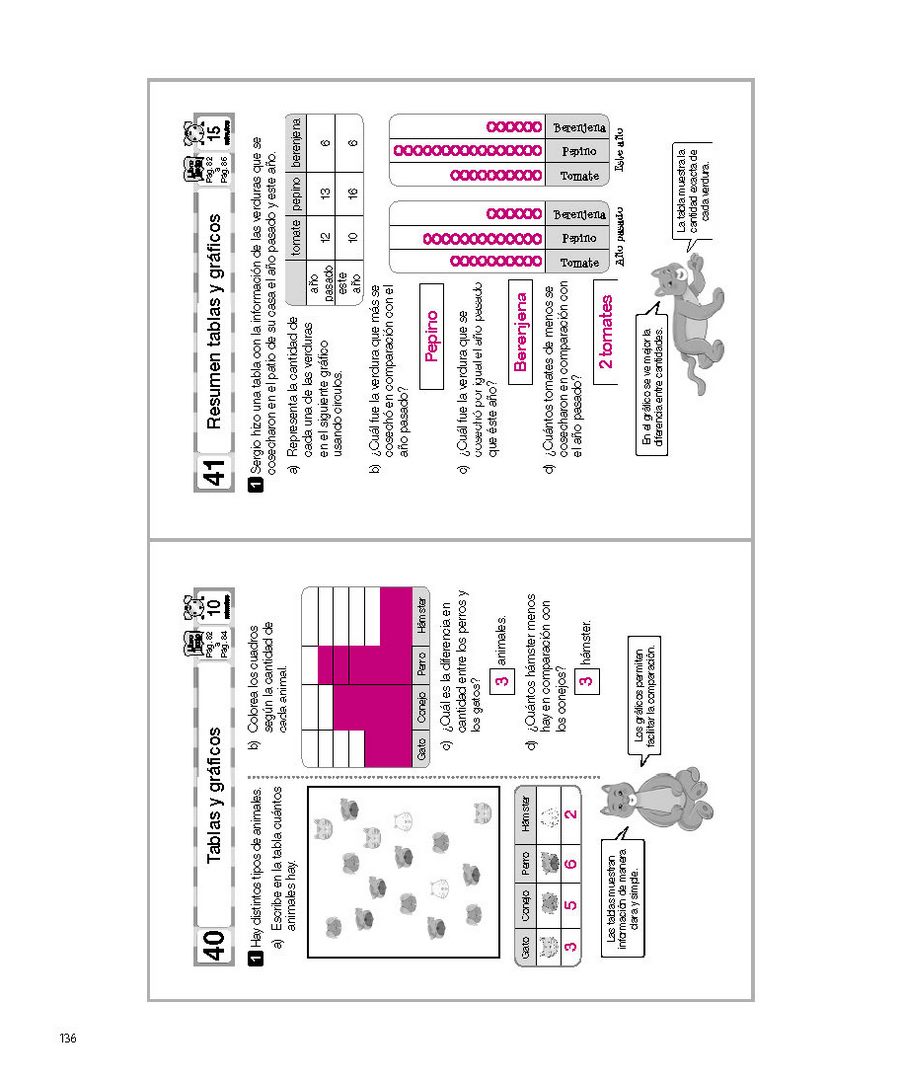 40
Tablas y gráficos
Libro de texto
Pág. 82
a
Pág. 84
10
minutos
1 Hay distintos tipos de animales.
a) Escribe en la tabla cuántos
animales hay.
Gato Conejo Perro Hámster
3 5 6 2
Las tablas muestran
información de manera
clara y simple.
b) Colorea los cuadros
según la cantidad de
cada animal.
Gato Conejo Perro Hámster
c) ¿Cuál es la diferencia en
cantidad entre los perros y
los gatos?
3 animales.
d) ¿Cuántos hámster menos
hay en comparación con
los conejos?
3 hámster.
Los gráficos permiten
facilitar la comparación.
41
Resumen tablas y gráficos
Libro de texto
Pág. 82
a
Pág. 86
15
minutos
1 Sergio hizo una tabla con la información de las verduras que se
cosecharon en el patio de su casa el año pasado y este año.
a) Representa la cantidad de
cada una de las verduras
en el siguiente gráfico
usando círculos.
tomate pepino berenjena
año
pasado 12 13 6
este
año 10 16 6
b) ¿Cuál fue la verdura que más se
cosechó en comparación con el
año pasado?
Pepino
c) ¿Cuál fue la verdura que se
cosechó por igual el año pasado
que éste año?
Berenjena
d) ¿Cuántos tomates de menos se
cosecharon en comparación con
el año pasado?
2 tomates
Tomate Pepino Berenjena
Año pasado
Tomate Pepino Berenjena
Este año
En el gráfico se ve mejor la
diferencia entre cantidades.
La tabla muestra la
cantidad exacta de
cada verdura.
136